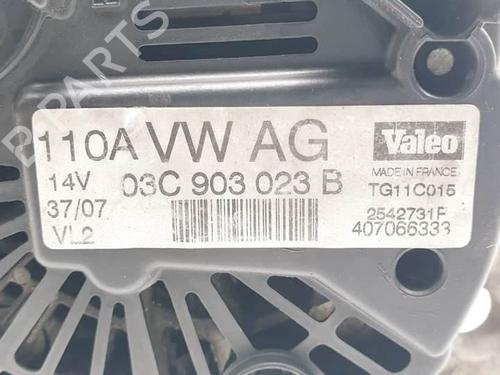 B PARTS
110A VW AG
Valeo
MADE IN FRANCE
14V 03C 903 023 B TG11C015
37/07 2542731F
VL2 407066333